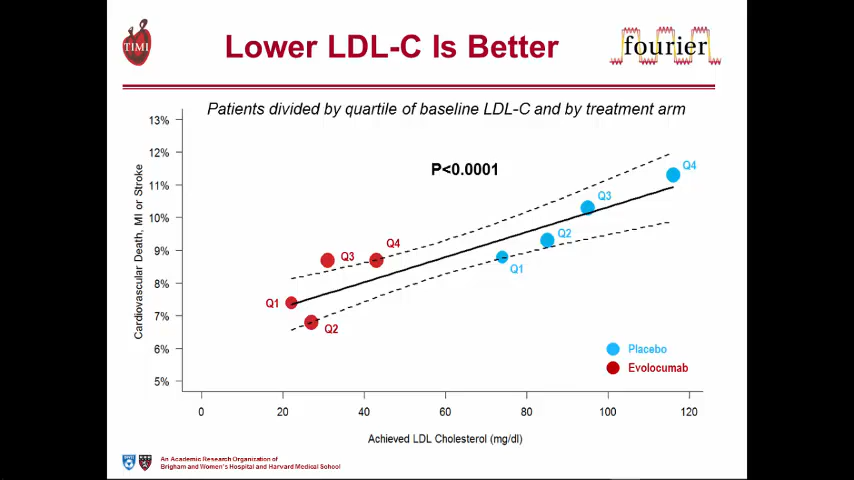 TIMI
Lower LDL-C Is Better
fourier
Patients divided by quartile of baseline LDL-C and by treatment arm
13%
12%
11%
10%
9%
8%
7%
6%
5%
Cardiovascular Death, MI or Stroke
P<0.0001
Q4
Q3
Q2
Q1
Q4
Q3
Q1
Q2
Placebo
Evolocumab
0
20
40
60
80
100
120
Achieved LDL Cholesterol (mg/dl)
An Academic Research Organization of
Brigham and Women's Hospital and Harvard Medical School